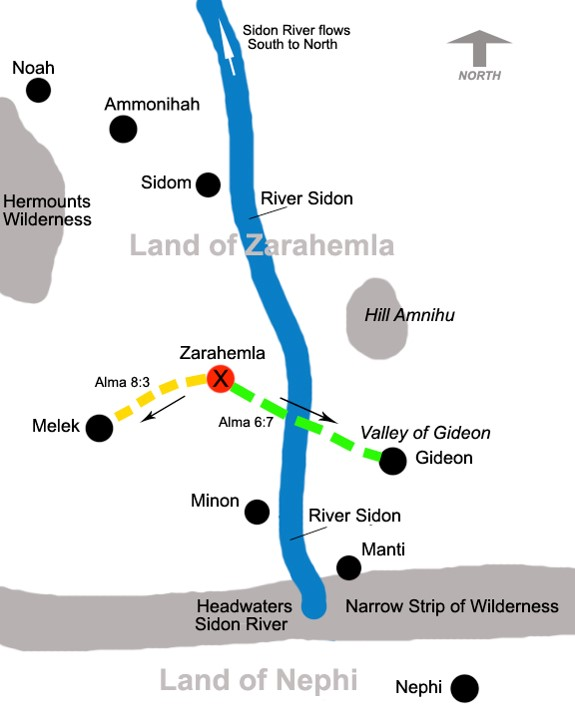 Sidon River flows
South to North
NORTH
Noah
Ammonihah
Sidom
River Sidon
Hermounts
Wilderness
Land of Zarahemla
Hill Amnihu
Zarahemla
X
Alma 8:3
Melek
Alma 6:7
Valley of Gideon
Gideon
Minon
River Sidon
Manti
Headwaters
Sidon River
Narrow Strip of Wilderness
Land of Nephi
Nephi